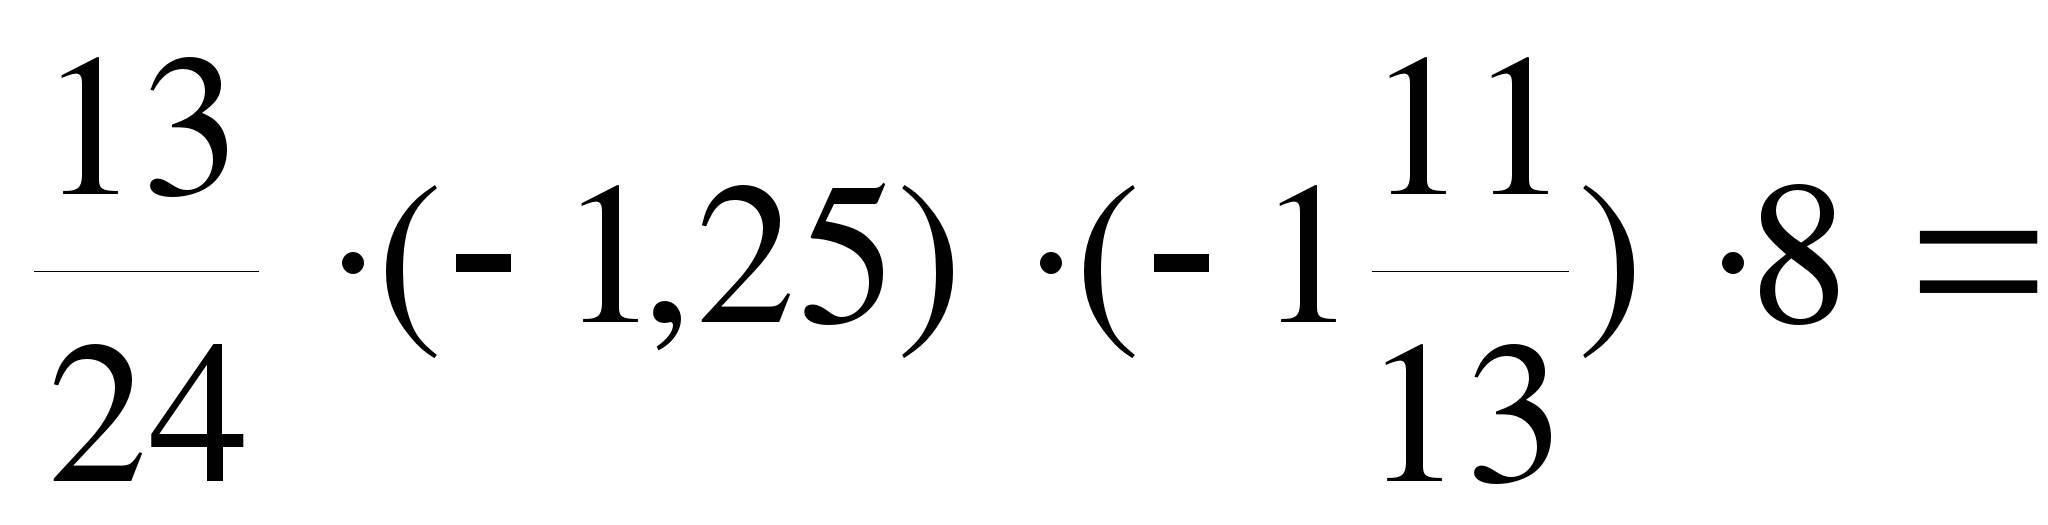 13/24 · (- 1,25) · (- 1 11/13) · 8 =